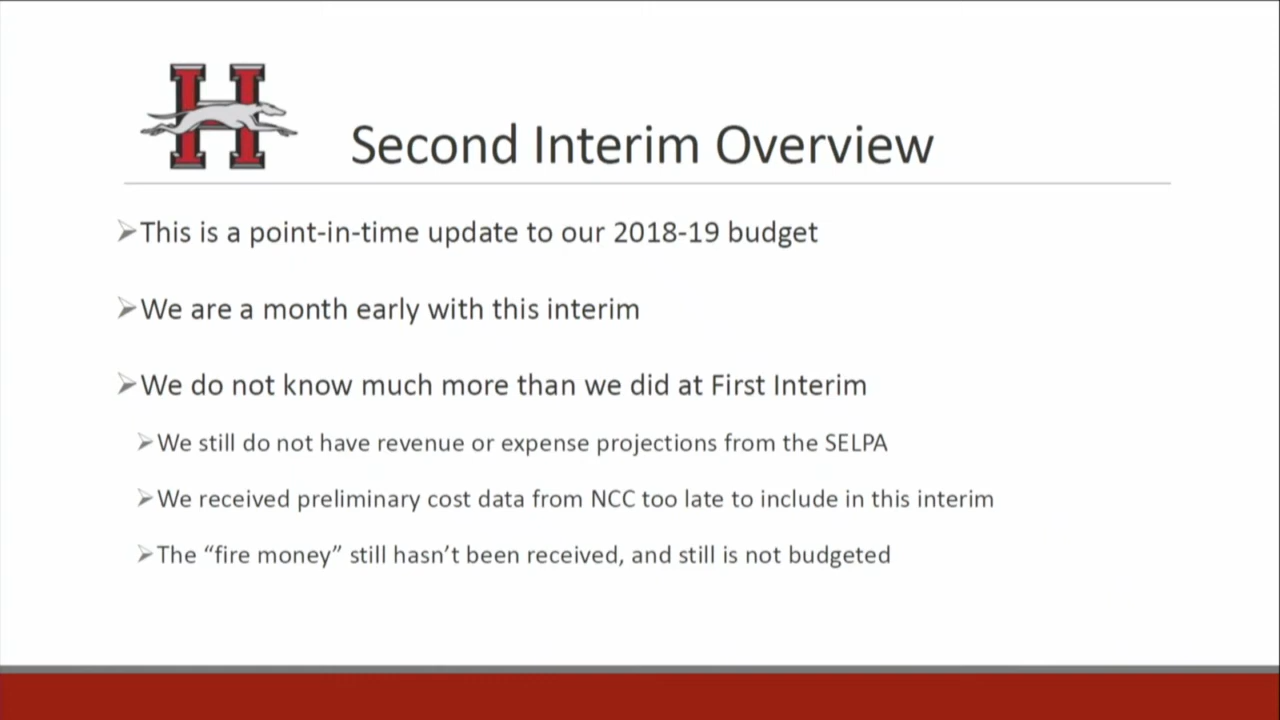 H
Second Interim Overview
This is a point-in-time update to our 2018-19 budget
We are a month early with this interim
We do not know much more than we did at First Interim
We still do not have revenue or expense projections from the SELPA
We received preliminary cost data from NCC too late to include in this interim
The “fire money” still hasn’t been received, and still is not budgeted